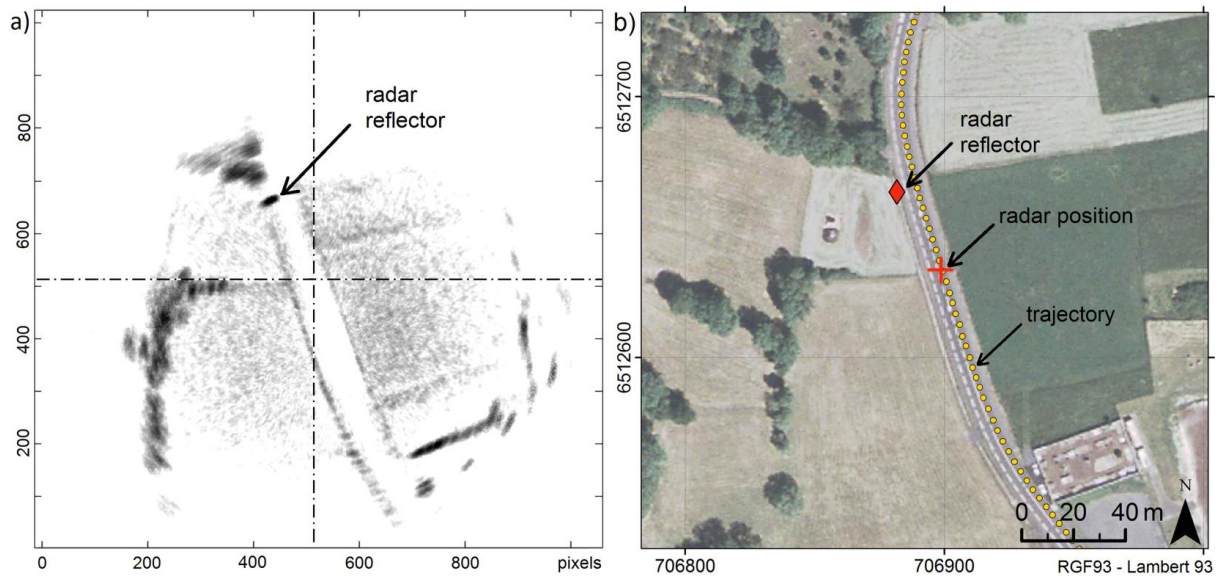 a)
radar
reflector
800
600
400
200
200
400
600
800
pixels
b)
6512700
6512600
radar
reflector
radar position
trajectory
N
0
20
40 m
706800
706900
RGF93 - Lambert 93